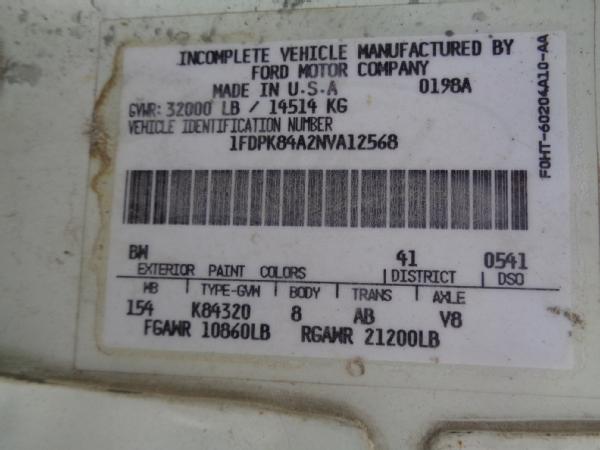 INCOMPLETE VEHICLE MANUFACTURED BY
FORD MOTOR COMPANY
MADE IN U.S.A 0198A
GVWR: 32000 LB / 14514 KG
VEHICLE IDENTIFICATION NUMBER
1FDPK84A2NVA12568
BW 41 0541
EXTERIOR PAINT COLORS DISTRICT DSO
WB TYPE-GVW BODY TRANS AXLE
154 K84320 8 AB V8
FGAWR 10860LB RGAWR 21200LB
F0HT-60204A10-AA